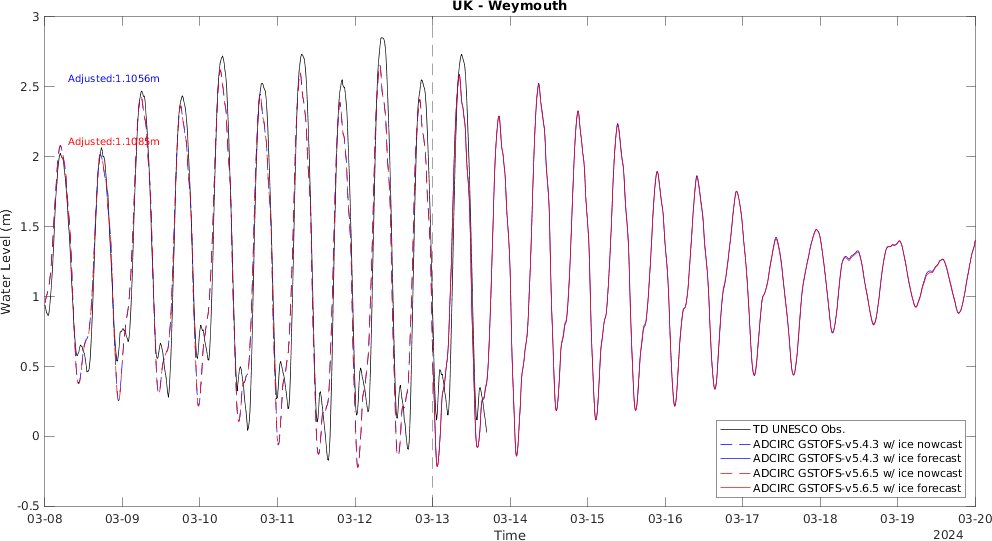 UK - Weymouth
3
2.5
2
1.5
1
0.5
0
-0.5
Water Level (m)
Adjusted:1.1056m
Adjusted:1.1085m
TD UNESCO Obs.
ADCIRC GSTOFS-v5.4.3 w/ ice nowcast
ADCIRC GSTOFS-v5.4.3 w/ ice forecast
ADCIRC GSTOFS-v5.6.5 w/ ice nowcast
ADCIRC GSTOFS-v5.6.5 w/ ice forecast
03-08 03-09 03-10 03-11 03-12 03-13 03-14 03-15 03-16 03-17 03-18 03-19 03-20
Time
2024